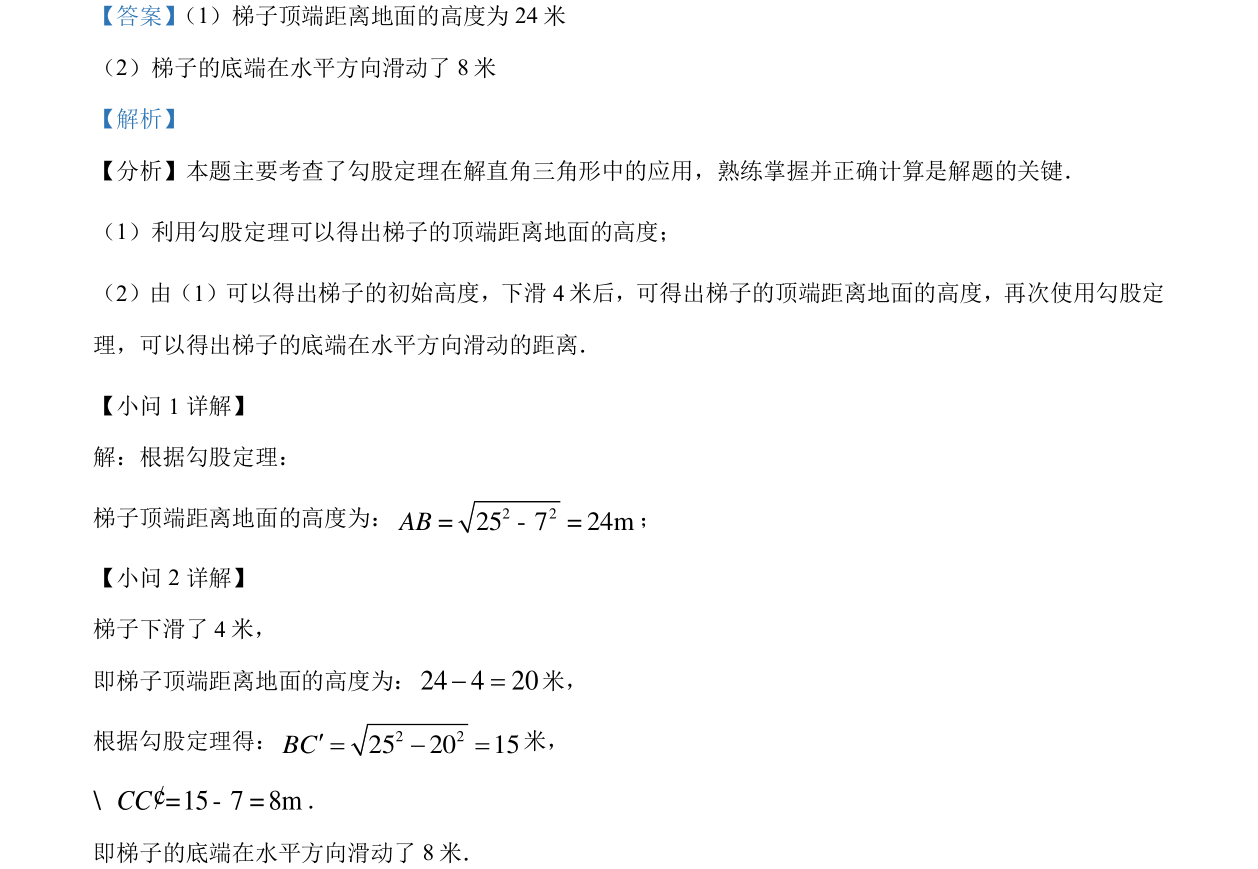 【答案】（1）梯子顶端距离地面的高度为 24 米
（2）梯子的底端在水平方向滑动了 8 米
【解析】
【分析】本题主要考查了勾股定理在解直角三角形中的应用，熟练掌握并正确计算是解题的关键．
（1）利用勾股定理可以得出梯子的顶端距离地面的高度；
（2）由（1）可以得出梯子的初始高度，下滑 4 米后，可得出梯子的顶端距离地面的高度，再次使用勾股定
理，可以得出梯子的底端在水平方向滑动的距离．
【小问 1 详解】
解：根据勾股定理：
梯子顶端距离地面的高度为： AB = √25² - 7² = 24m ；
【小问 2 详解】
梯子下滑了 4 米，
即梯子顶端距离地面的高度为： 24 − 4 = 20 米，
根据勾股定理得： BC′ = √25² − 20² = 15 米，
\ CC¢= 15 - 7 = 8m ．
即梯子的底端在水平方向滑动了 8 米．